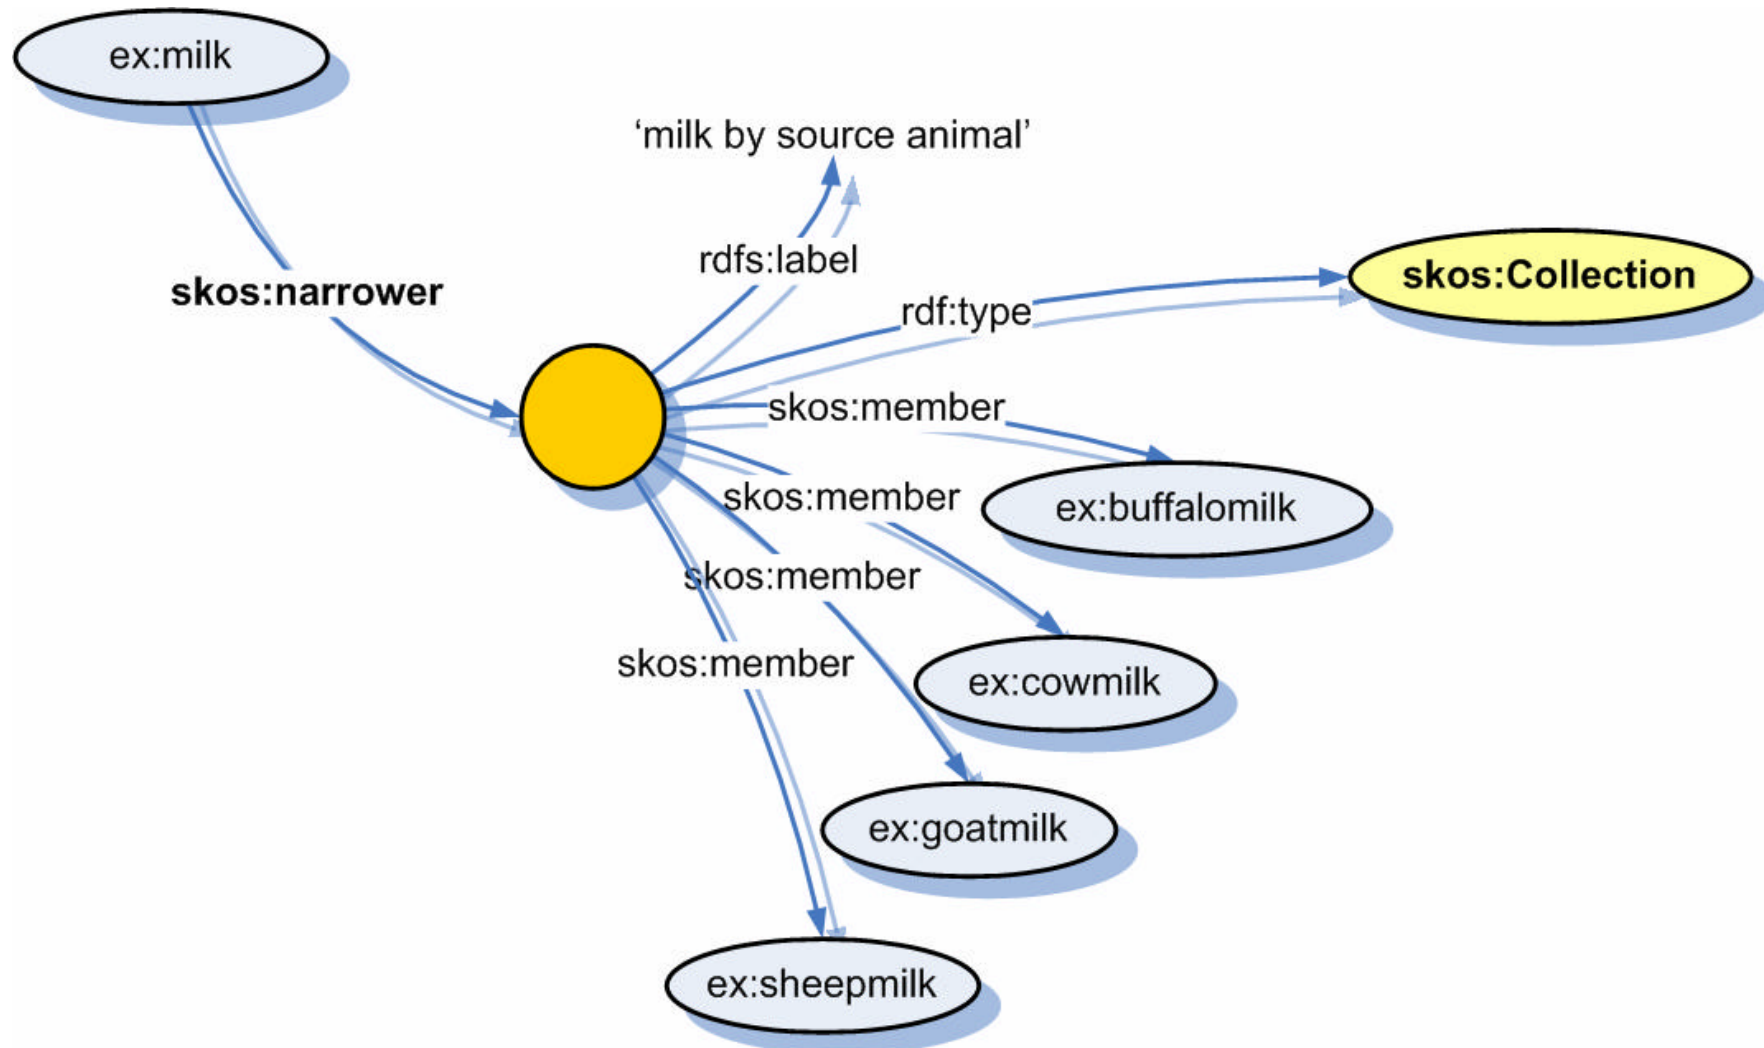 ex:milk
‘milk by source animal’
rdfs:label
skos:Collection
skos:narrower
rdf:type
skos:member
skos:member
ex:buffalomilk
skos:member
skos:member
ex:cowmilk
ex:goatmilk
ex:sheepmilk